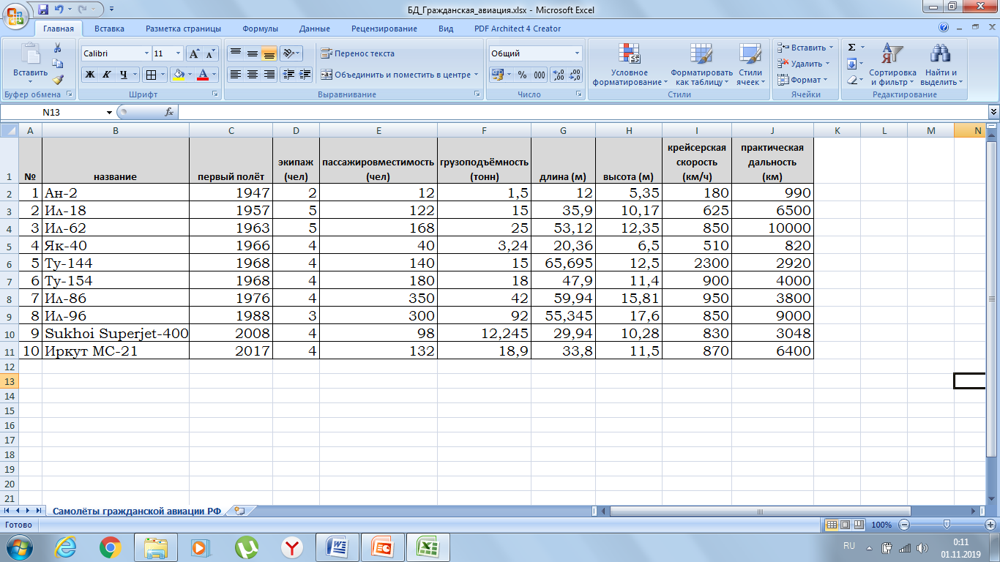 БД_Гражданская_авиация.xlsx - Microsoft Excel
Главная Вставка Разметка страницы Формулы Данные Рецензирование Вид PDF Architect 4 Creator
Вставить
Буфер обмена
Calibri 11
Ж К Ч А
Шрифт
Перенос текста
Объединить и поместить в центре
Выравнивание
Общий
% 000
Число
Условное форматирование
Форматировать как таблицу
Стили ячеек
Стили
Вставить
Удалить
Формат
Ячейки
Σ
Сортировка и фильтр
Найти и выделить
Редактирование
N13 fx
A B C D E F G H I J K L M N
1 № название первый полёт экипаж (чел) пассажировместимость (чел) грузоподъёмность (тонн) длина (м) высота (м) крейсерская скорость (км/ч) практическая дальность (км)
2 1 Ан-2 1947 2 12 1,5 12 5,35 180 990
3 2 Ил-18 1957 5 122 15 35,9 10,17 625 6500
4 3 Ил-62 1963 5 168 25 53,12 12,35 850 10000
5 4 Як-40 1966 4 40 3,24 20,36 6,5 510 820
6 5 Ту-144 1968 4 140 15 65,695 12,5 2300 2920
7 6 Ту-154 1968 4 180 18 47,9 11,4 900 4000
8 7 Ил-86 1976 4 350 42 59,94 15,81 950 3800
9 8 Ил-96 1988 3 300 92 55,345 17,6 850 9000
10 9 Sukhoi Superjet-400 2008 4 98 12,245 29,94 10,28 830 3048
11 10 Иркут МС-21 2017 4 132 18,9 33,8 11,5 870 6400
12
13
14
15
16
17
18
19
20
21
Самолёты гражданской авиации РФ
Готово 100%
RU 0:11
01.11.2019